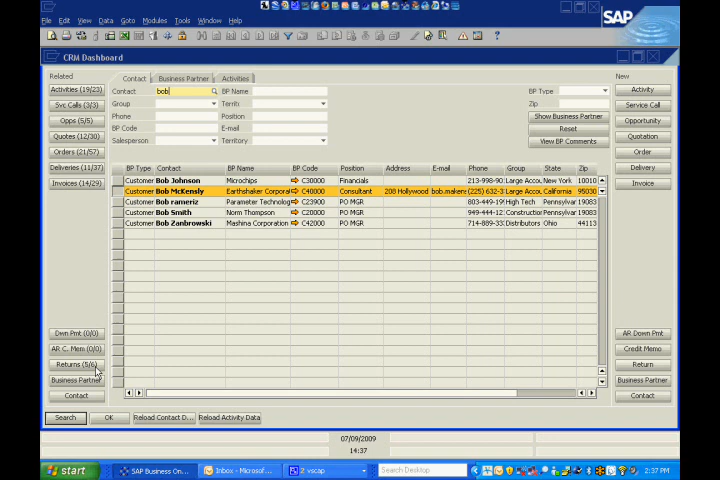 File Edit View Data GoTo Modules Tools Window Help
SAP
CRM Dashboard
Related
Activities (19/23)
Svc Calls (3/3)
Opps (5/5)
Quotes (12/30)
Orders (21/57)
Deliveries (11/37)
Invoices (14/29)
Contact Business Partner Activities
Contact bob BP Name
Group Territi
Phone Position
BP Code E-mail
Salesperson Territory
BP Type
Zip
Show Business Partner
Reset
View BP Comments
New
Activity
Service Call
Opportunity
Quotation
Order
Delivery
Invoice
BP Type Contact BP Name BP Code Position Address E-mail Phone Group State Zip
Customer Bob Johnson Microchips C30000 Financials 213-998-90 Large Accou New York 10010
Customer Bob McKensly Earthshaker Corporat C40000 Consultant 208 Hollywood bob.makens (225) 632-3 Large Accou California 95030
Customer Bob rameriz Parameter Technolog C23900 PO MGR 803-449-19 High Tech Pennsylvar 19083
Customer Bob Smith Norm Thompson C20000 PO MGR 949-444-12 Constructio Pennsylvar 19083
Customer Bob Zanbrowski Mashina Corporation C42000 PO MGR 714-889-33 Distributors Ohio 44113
Dwn Pmt (0/0)
AR C. Mem (0/0)
Returns (5/6)
Business Partner
Contact
AR Down Pmt
Credit Memo
Return
Business Partner
Contact
Search OK Reload Contact D... Reload Activity Data
07/09/2009
14:37
start SAP Business On... Inbox - Microsof... 2 vscap Search Desktop 2:37 PM